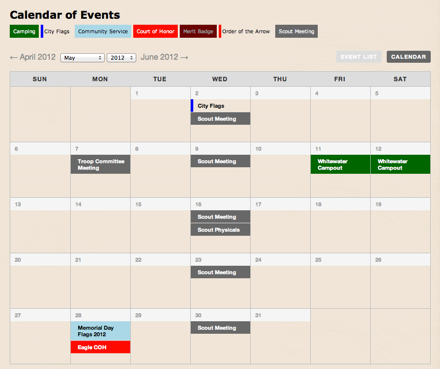 Calendar of Events
Camping City Flags Community Service Court of Honor Merit Badge Order of the Arrow Scout Meeting
← April 2012 May 2012 June 2012 → EVENT LIST CALENDAR
SUN MON TUE WED THU FRI SAT
1 2 3 4 5
City Flags
Scout Meeting
6 7 8 9 10 11 12
Troop Committee Meeting
Scout Meeting
Whitewater Campout
Whitewater Campout
13 14 15 16 17 18 19
Scout Meeting
Scout Physicals
20 21 22 23 24 25 26
Scout Meeting
27 28 29 30 31
Memorial Day Flags 2012
Eagle COH
Scout Meeting